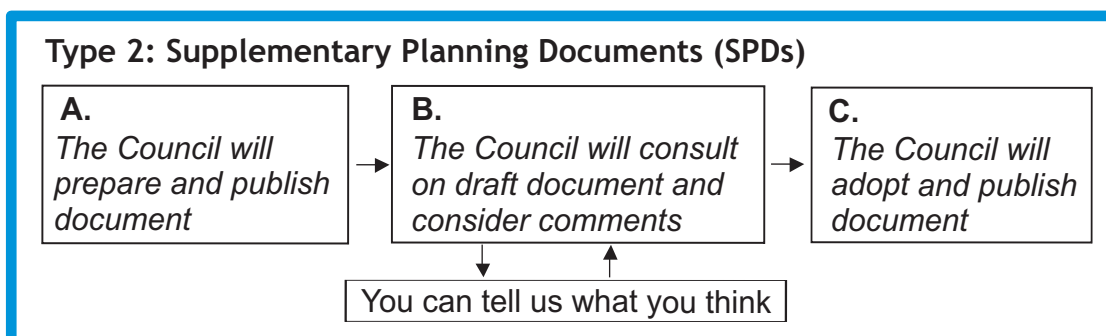 Type 2: Supplementary Planning Documents (SPDs)
A.
The Council will
prepare and publish
document
B.
The Council will consult
on draft document and
consider comments
C.
The Council will
adopt and publish
document
You can tell us what you think